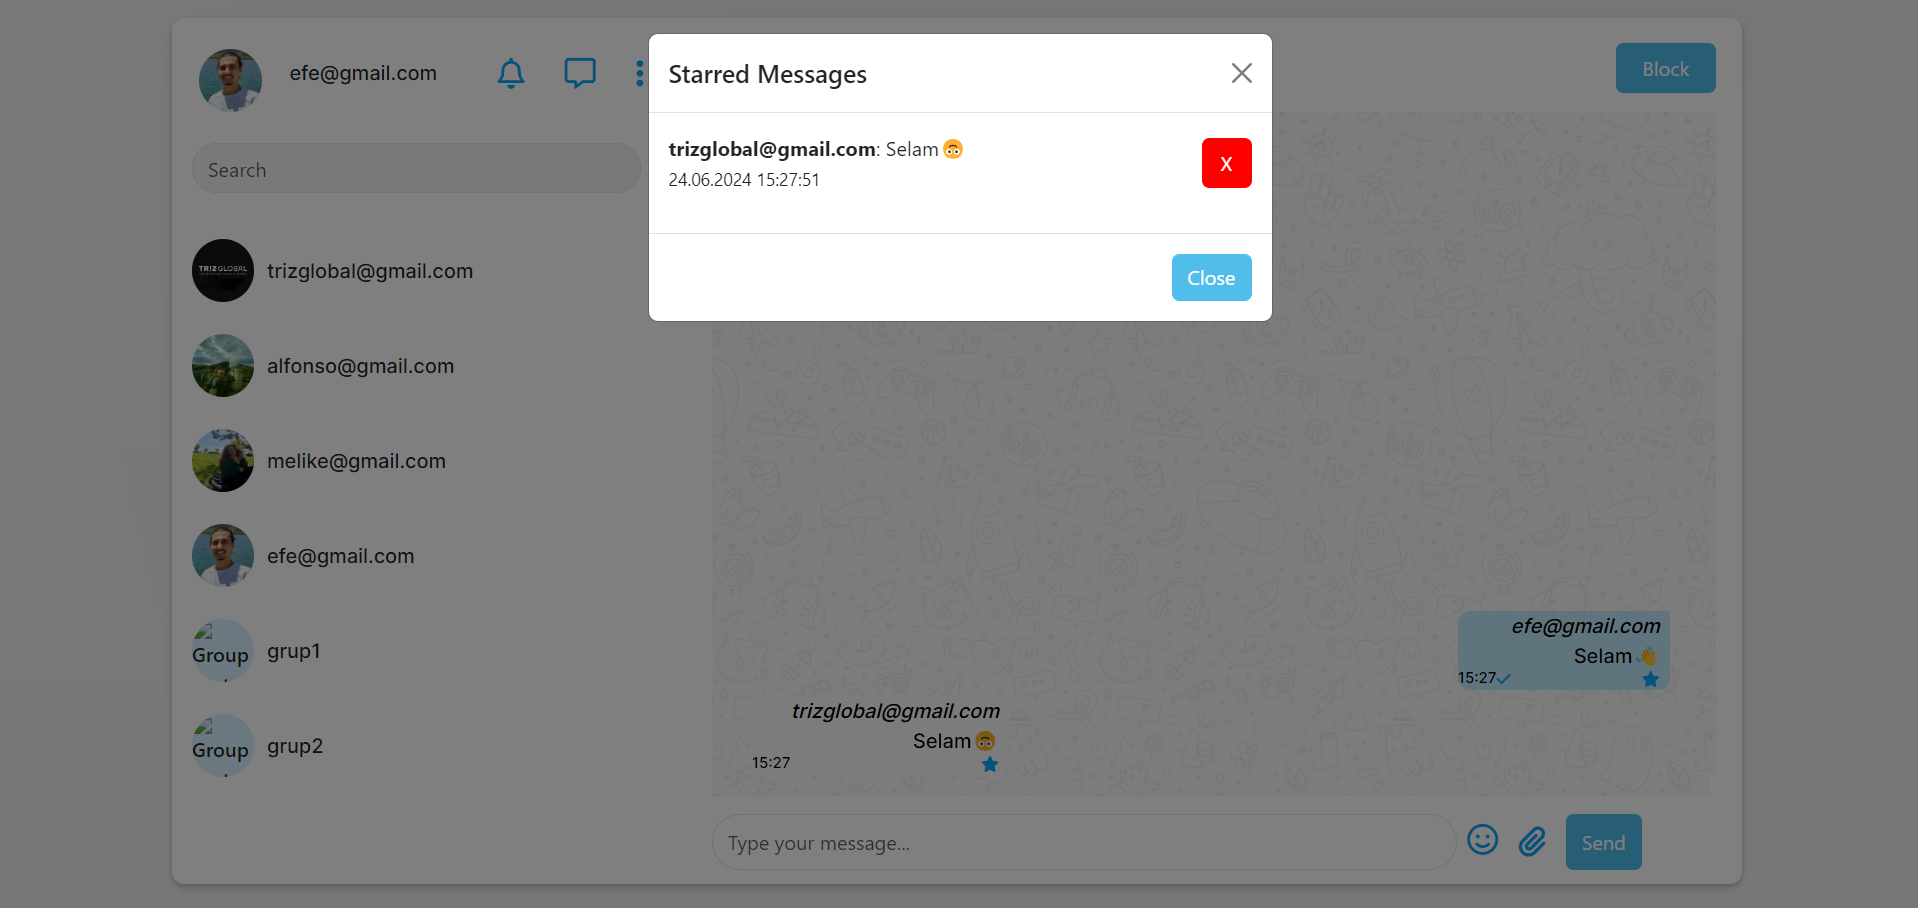 efe@gmail.com
Search
TRIZ GLOBAL
trizglobal@gmail.com
alfonso@gmail.com
melike@gmail.com
efe@gmail.com
Group
grup1
Group
grup2
Starred Messages
trizglobal@gmail.com: Selam🙃
24.06.2024 15:27:51
X
Close
Block
efe@gmail.com
Selam👋
15:27
trizglobal@gmail.com
Selam🙃
15:27
Type your message...
Send